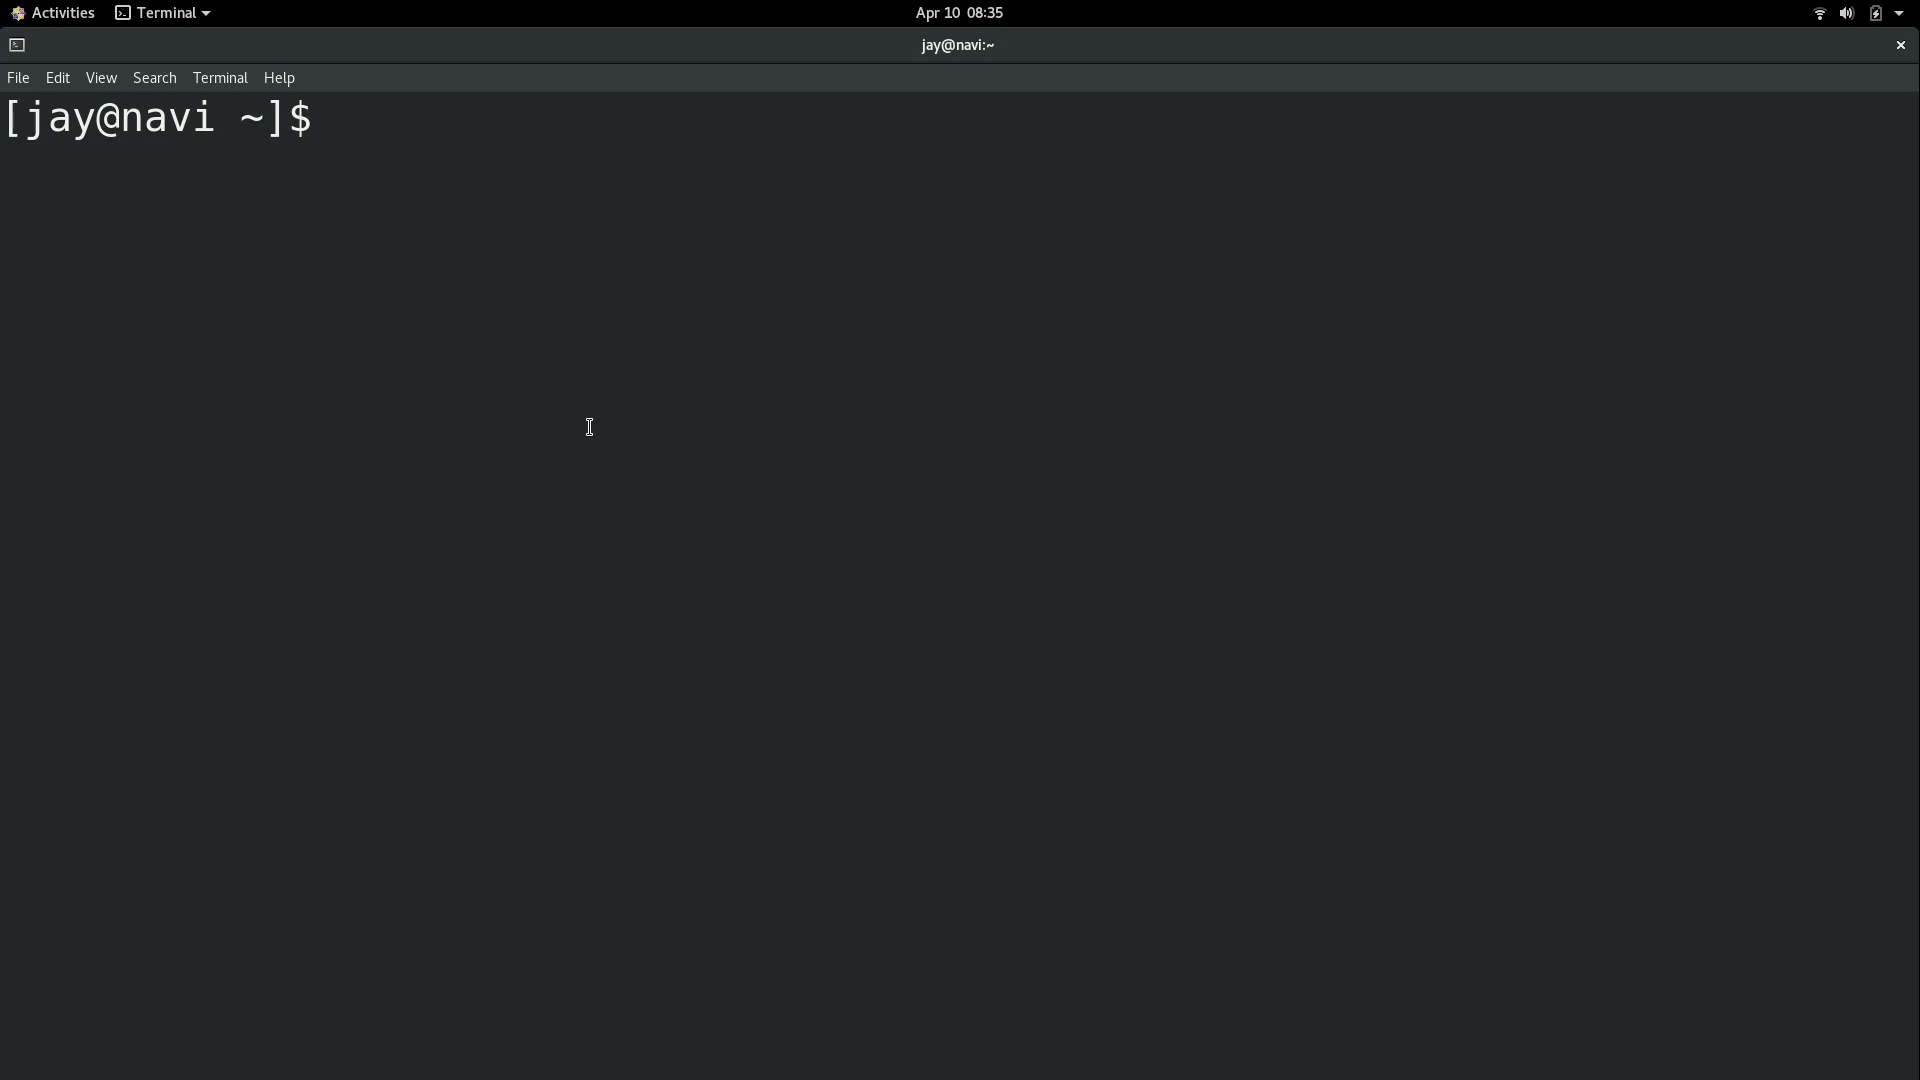 Activities Terminal Apr 10 08:35
jay@navi:~
File Edit View Search Terminal Help
[jay@navi ~]$